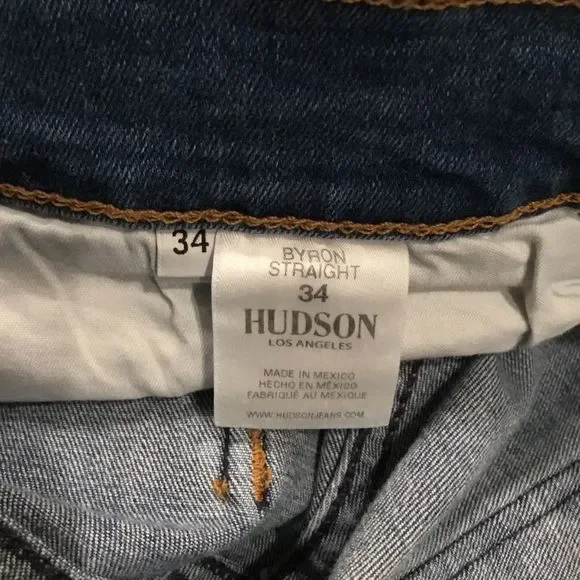 34
BYRON
STRAIGHT
34
HUDSON
LOS ANGELES
MADE IN MEXICO
HECHO EN MÉXICO
FABRIQUÉ AU MEXIQUE
WWW.HUDSONJEANS.COM